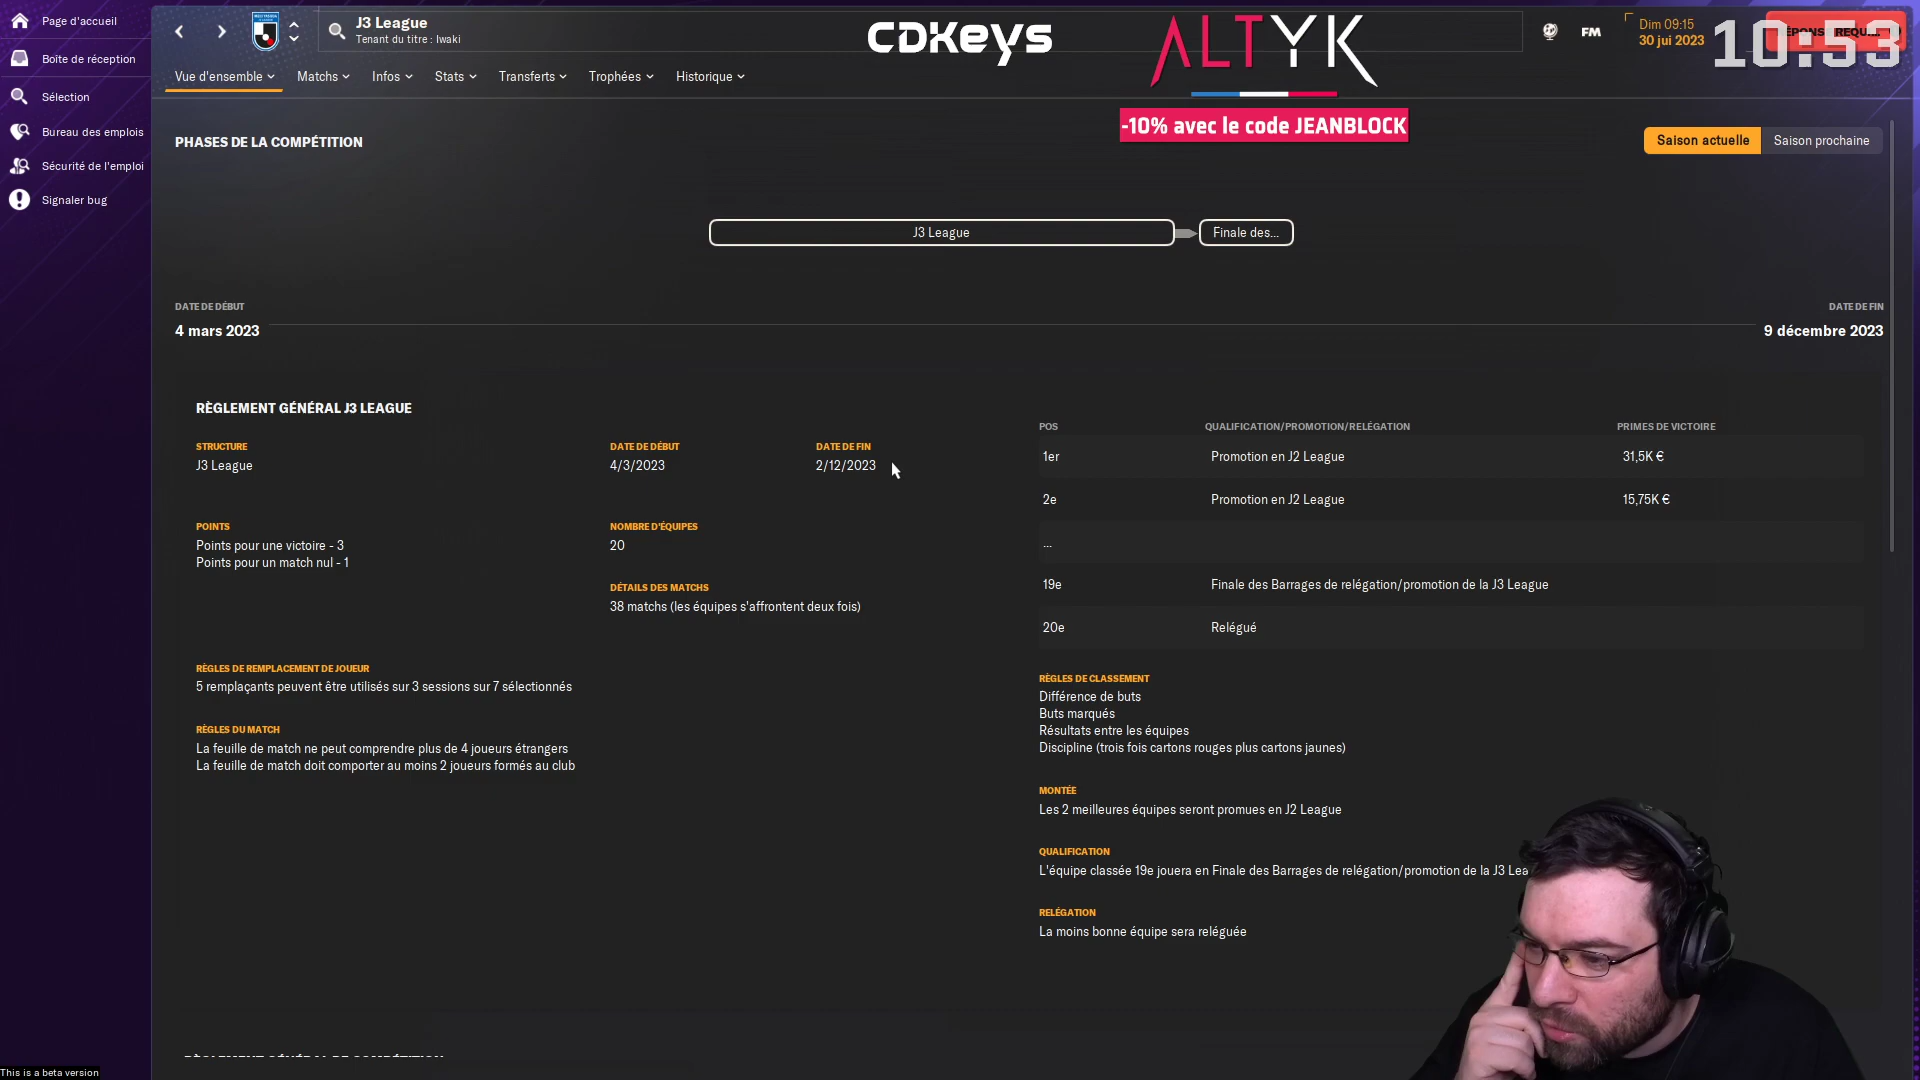 Page d'accueil
Boîte de réception
Sélection
Bureau des emplois
Sécurité de l'emploi
Signaler bug
J3 League
Tenant du titre : Iwaki
CDKeys
ALTYK
-10% avec le code JEANBLOCK
FM
Dim 09:15
30 jui 2023
10:53
Vue d'ensemble
Matchs
Infos
Stats
Transferts
Trophées
Historique
PHASES DE LA COMPÉTITION
Saison actuelle
Saison prochaine
J3 League
Finale des...
DATE DE DÉBUT
4 mars 2023
DATE DE FIN
9 décembre 2023
RÈGLEMENT GÉNÉRAL J3 LEAGUE
STRUCTURE
J3 League
DATE DE DÉBUT
4/3/2023
DATE DE FIN
2/12/2023
POINTS
Points pour une victoire - 3
Points pour un match nul - 1
NOMBRE D'ÉQUIPES
20
DÉTAILS DES MATCHS
38 matchs (les équipes s'affrontent deux fois)
RÈGLES DE REMPLACEMENT DE JOUEUR
5 remplaçants peuvent être utilisés sur 3 sessions sur 7 sélectionnés
RÈGLES DU MATCH
La feuille de match ne peut comprendre plus de 4 joueurs étrangers
La feuille de match doit comporter au moins 2 joueurs formés au club
POS QUALIFICATION/PROMOTION/RELÉGATION PRIMES DE VICTOIRE
1er Promotion en J2 League 31,5K €
2e Promotion en J2 League 15,75K €
...
19e Finale des Barrages de relégation/promotion de la J3 League
20e Relégué
RÈGLES DE CLASSEMENT
Différence de buts
Buts marqués
Résultats entre les équipes
Discipline (trois fois cartons rouges plus cartons jaunes)
MONTÉE
Les 2 meilleures équipes seront promues en J2 League
QUALIFICATION
L'équipe classée 19e jouera en Finale des Barrages de relégation/promotion de la J3 Lea
RELÉGATION
La moins bonne équipe sera reléguée
RÈGLEMENT GÉNÉRAL DE COMPÉTITION
This is a beta version